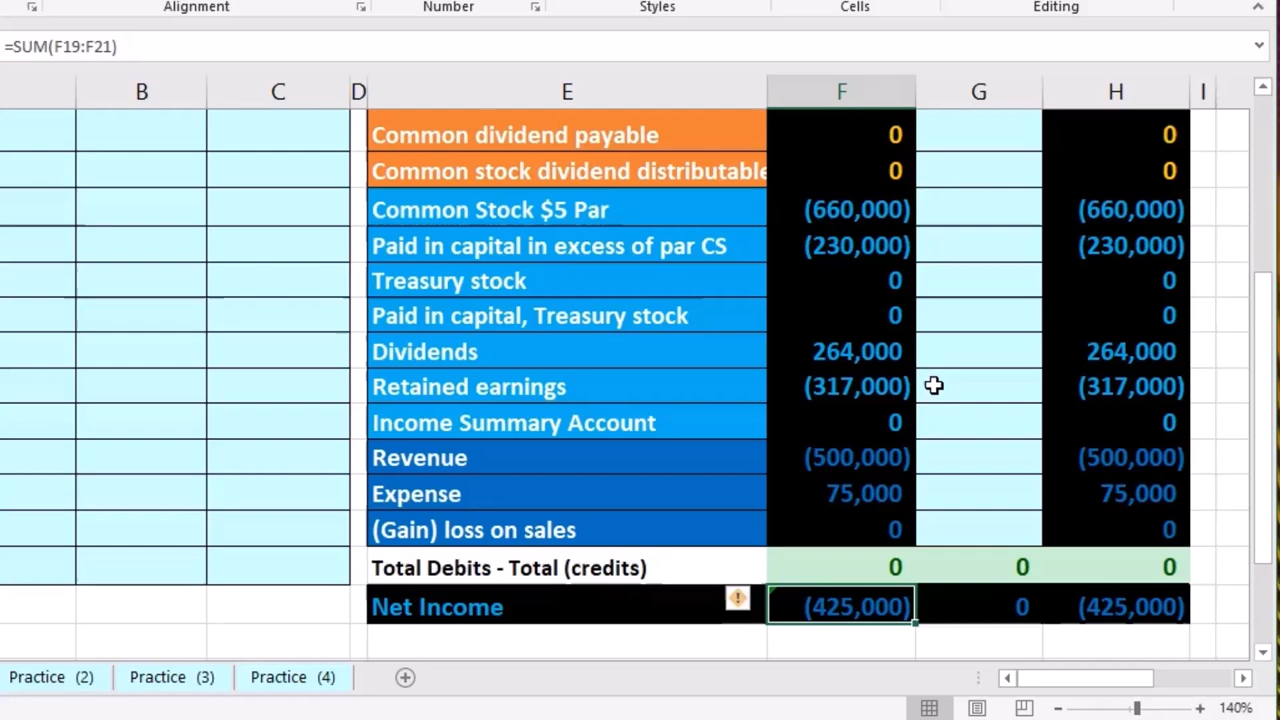 Alignment Number Styles Cells Editing
=SUM(F19:F21)
B C D E F G H I
Common dividend payable 0 0
Common stock dividend distributable 0 0
Common Stock $5 Par (660,000) (660,000)
Paid in capital in excess of par CS (230,000) (230,000)
Treasury stock 0 0
Paid in capital, Treasury stock 0 0
Dividends 264,000 264,000
Retained earnings (317,000) (317,000)
Income Summary Account 0 0
Revenue (500,000) (500,000)
Expense 75,000 75,000
(Gain) loss on sales 0 0
Total Debits - Total (credits) 0 0 0
Net Income (425,000) 0 (425,000)
Practice (2) Practice (3) Practice (4)
140%